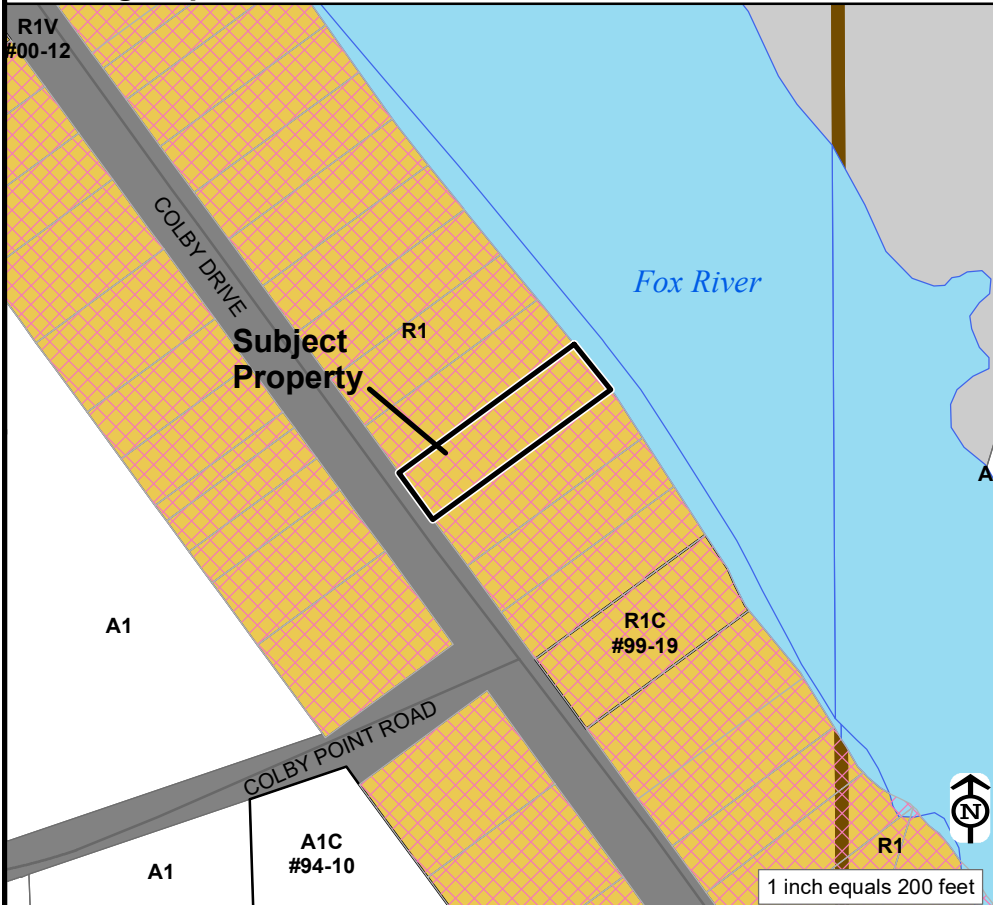 R1V
#00-12
COLBY DRIVE
Fox River
R1
Subject
Property
A
A1
R1C
#99-19
COLBY POINT ROAD
N
A1C
#94-10
A1
R1
1 inch equals 200 feet